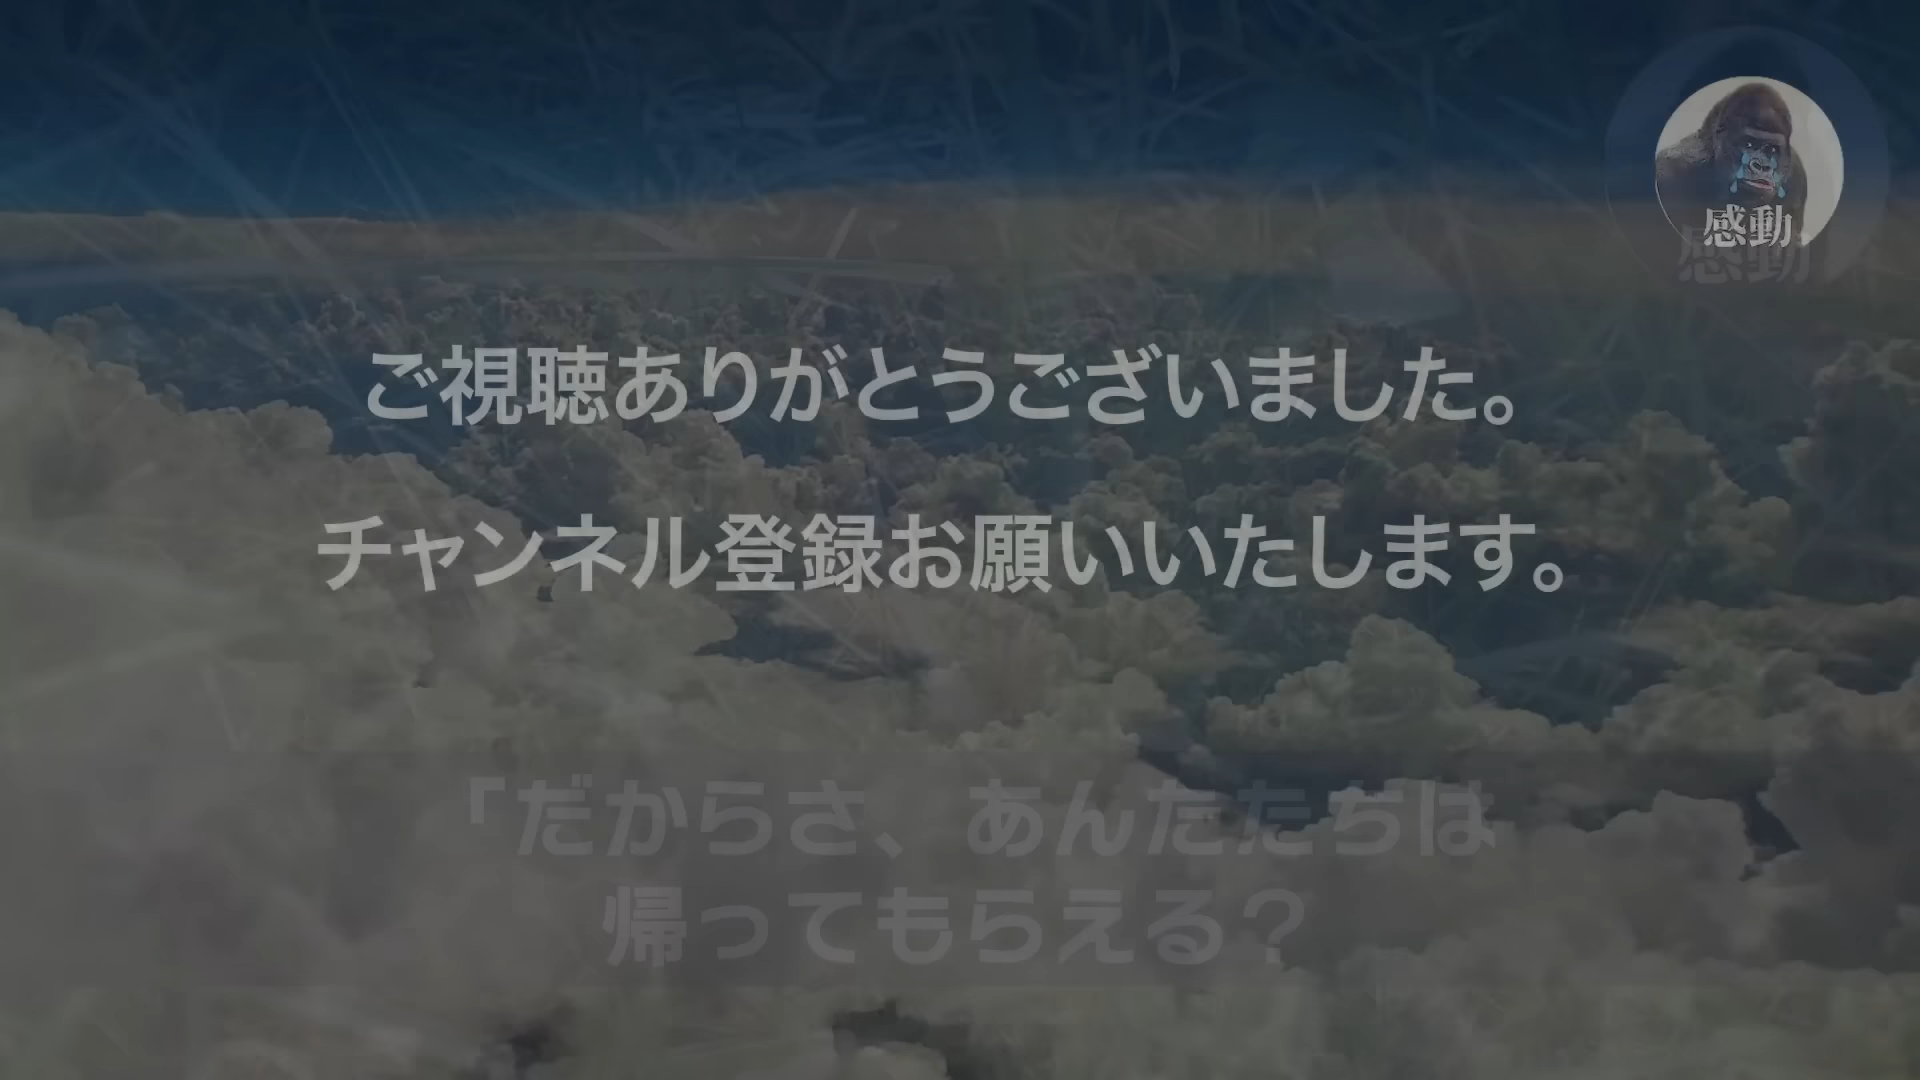 感動
感動
ご視聴ありがとうございました。
チャンネル登録お願いいたします。
「だからさ、あんたたちは
帰ってもらえる？